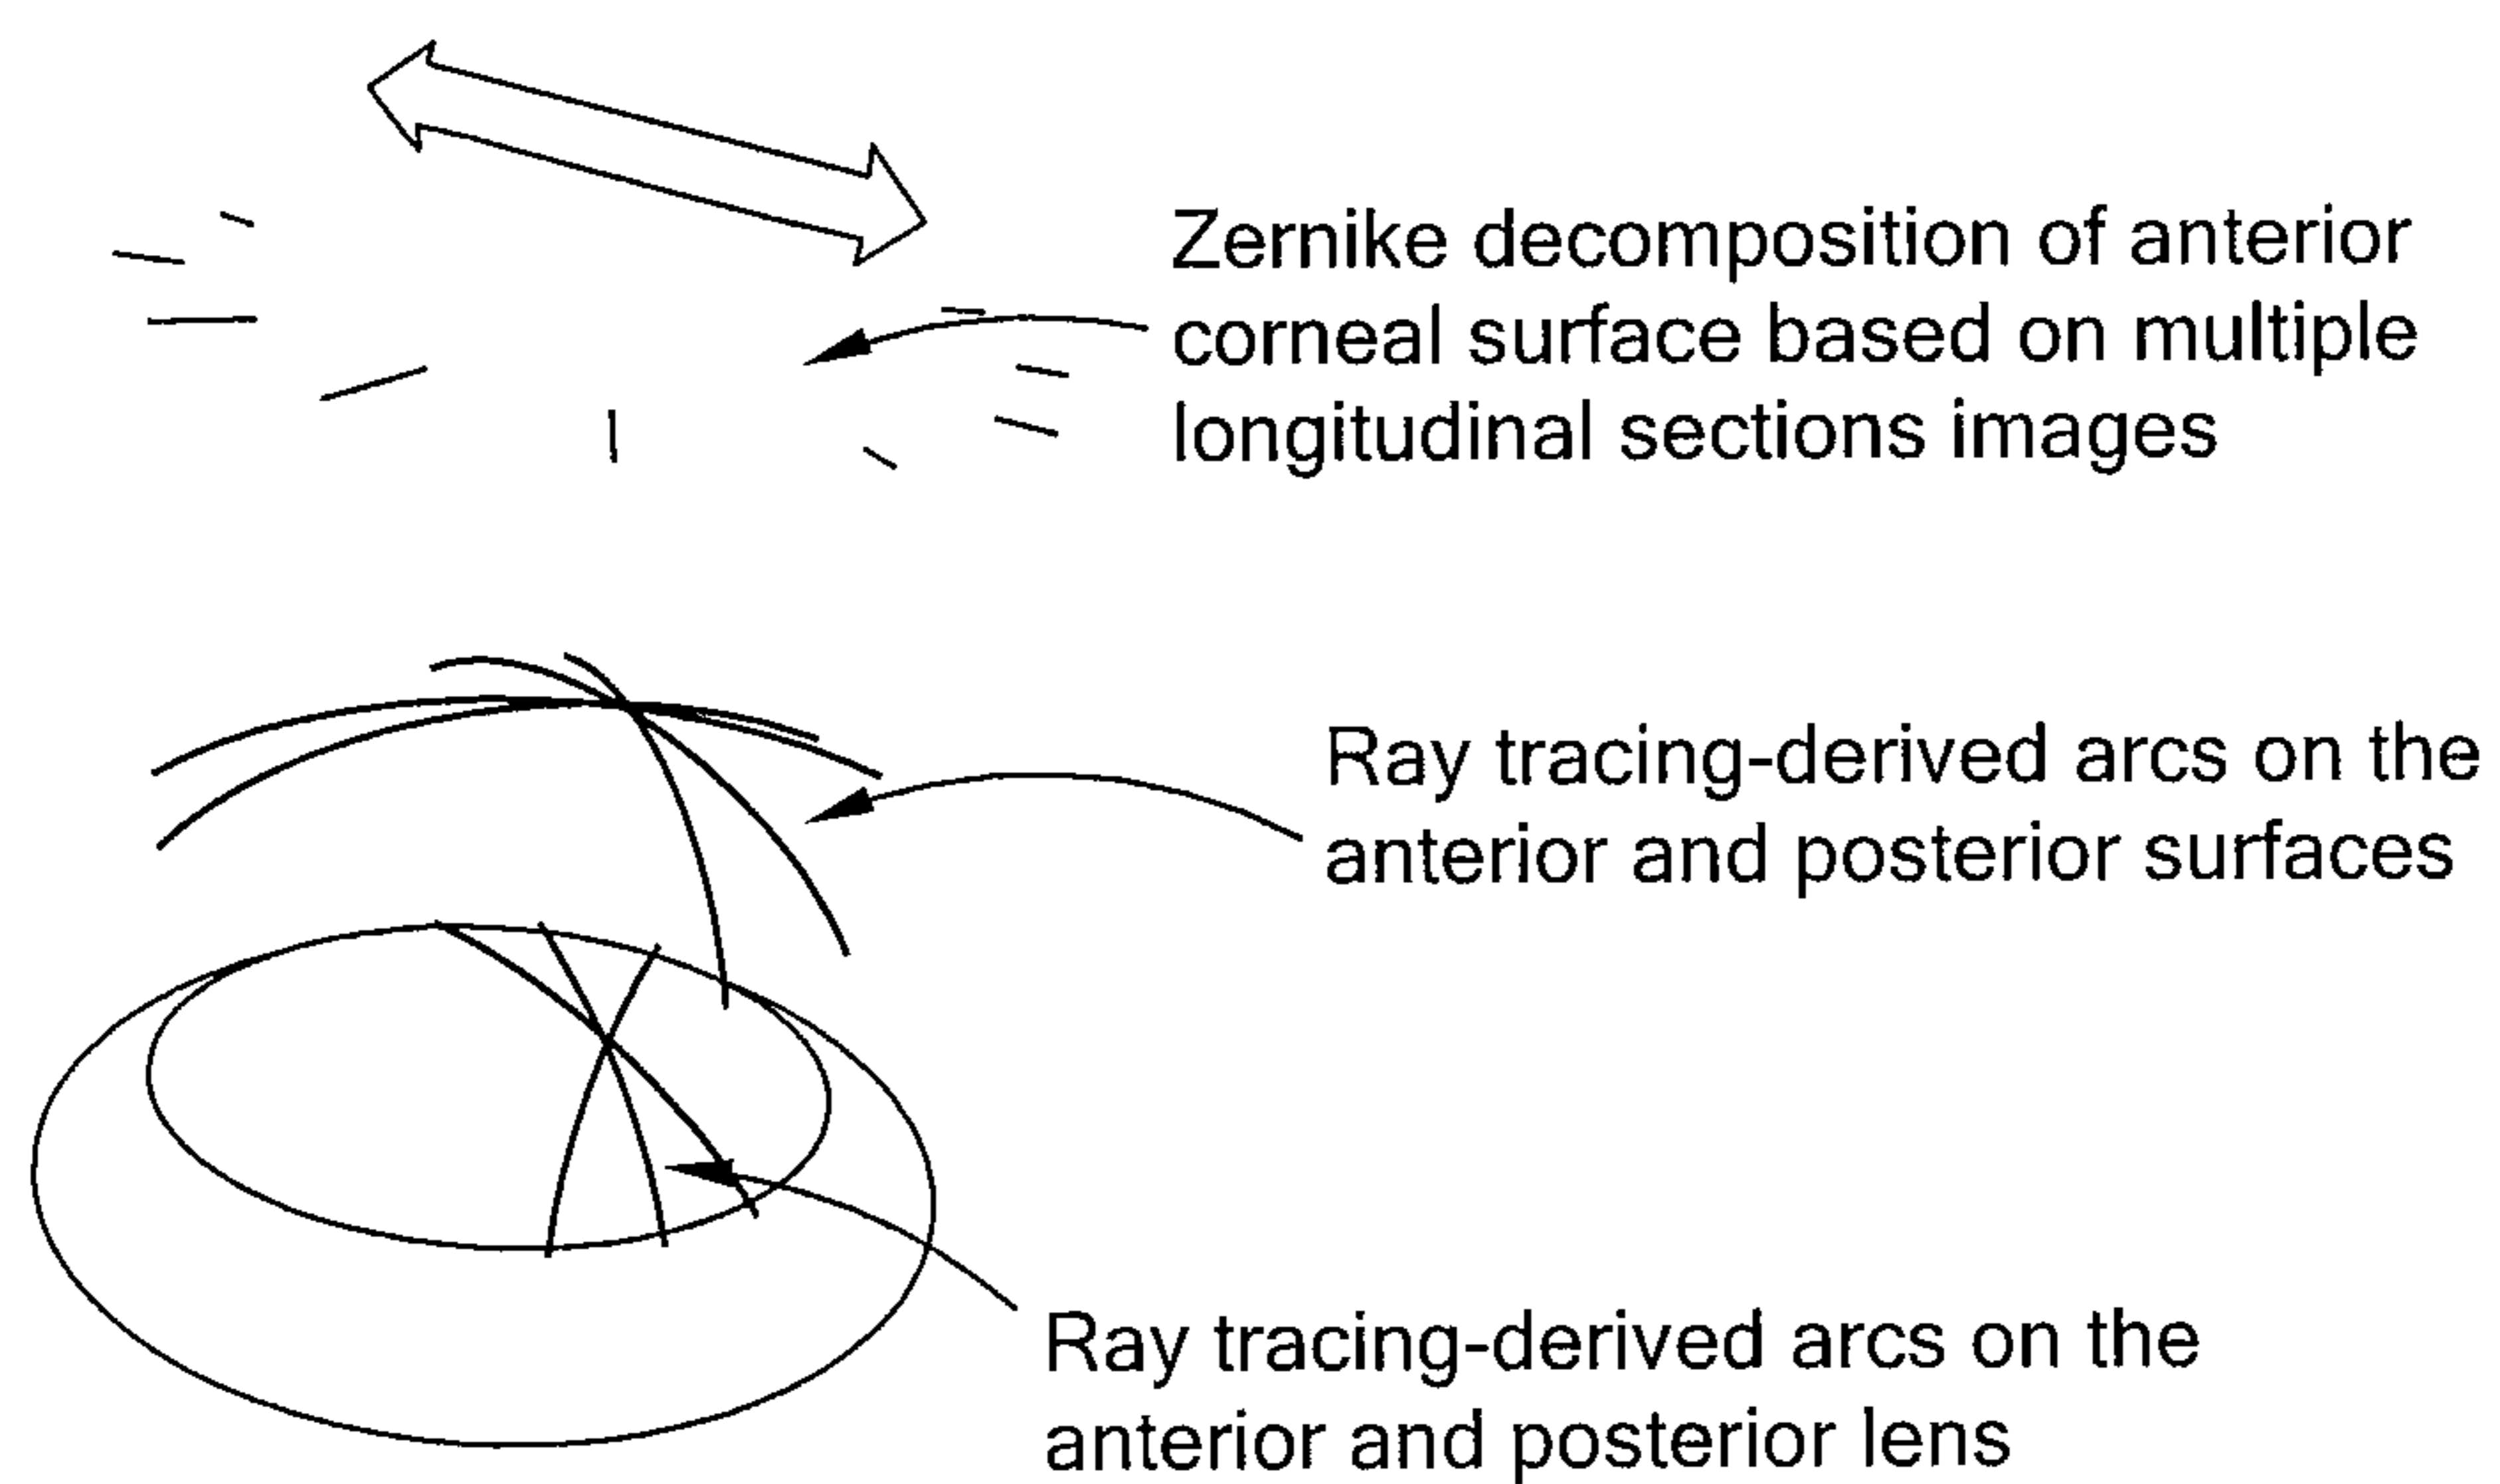 Zernike decomposition of anterior
corneal surface based on multiple
longitudinal sections images
Ray tracing-derived arcs on the
anterior and posterior surfaces
Ray tracing-derived arcs on the
anterior and posterior lens